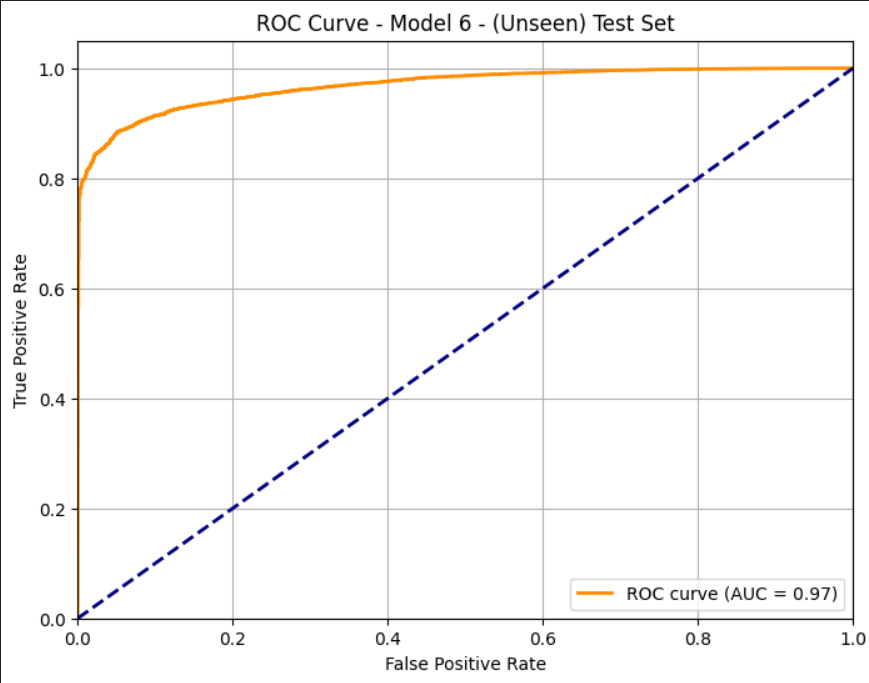 ROC Curve - Model 6 - (Unseen) Test Set
True Positive Rate
1.0
0.8
0.6
0.4
0.2
0.0
ROC curve (AUC = 0.97)
0.0 0.2 0.4 0.6 0.8 1.0
False Positive Rate